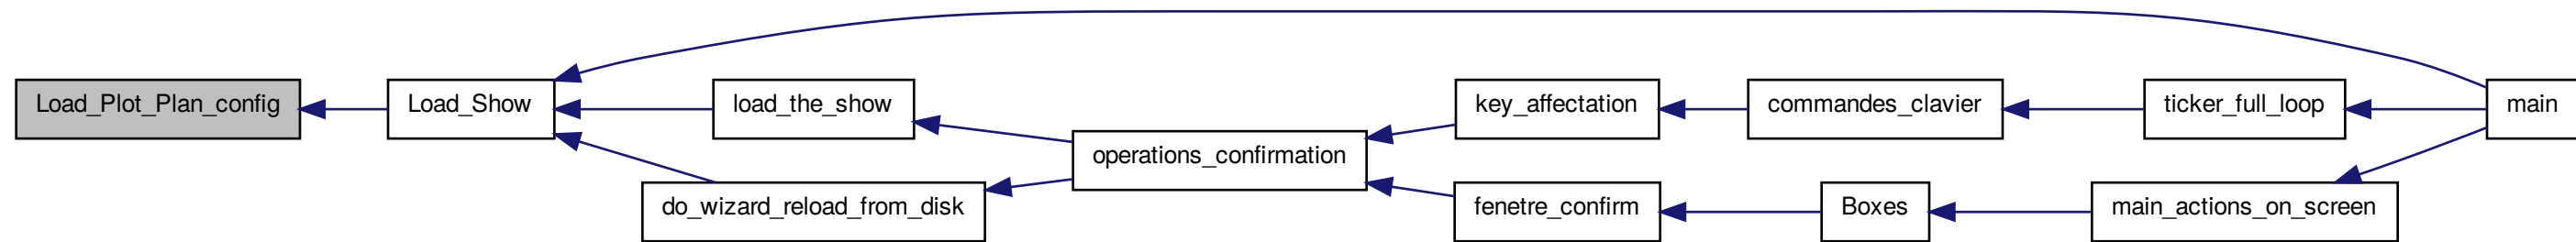 Load_Plot_Plan_config
Load_Show
load_the_show
do_wizard_reload_from_disk
operations_confirmation
key_affectation
fenetre_confirm
commandes_clavier
Boxes
ticker_full_loop
main_actions_on_screen
main